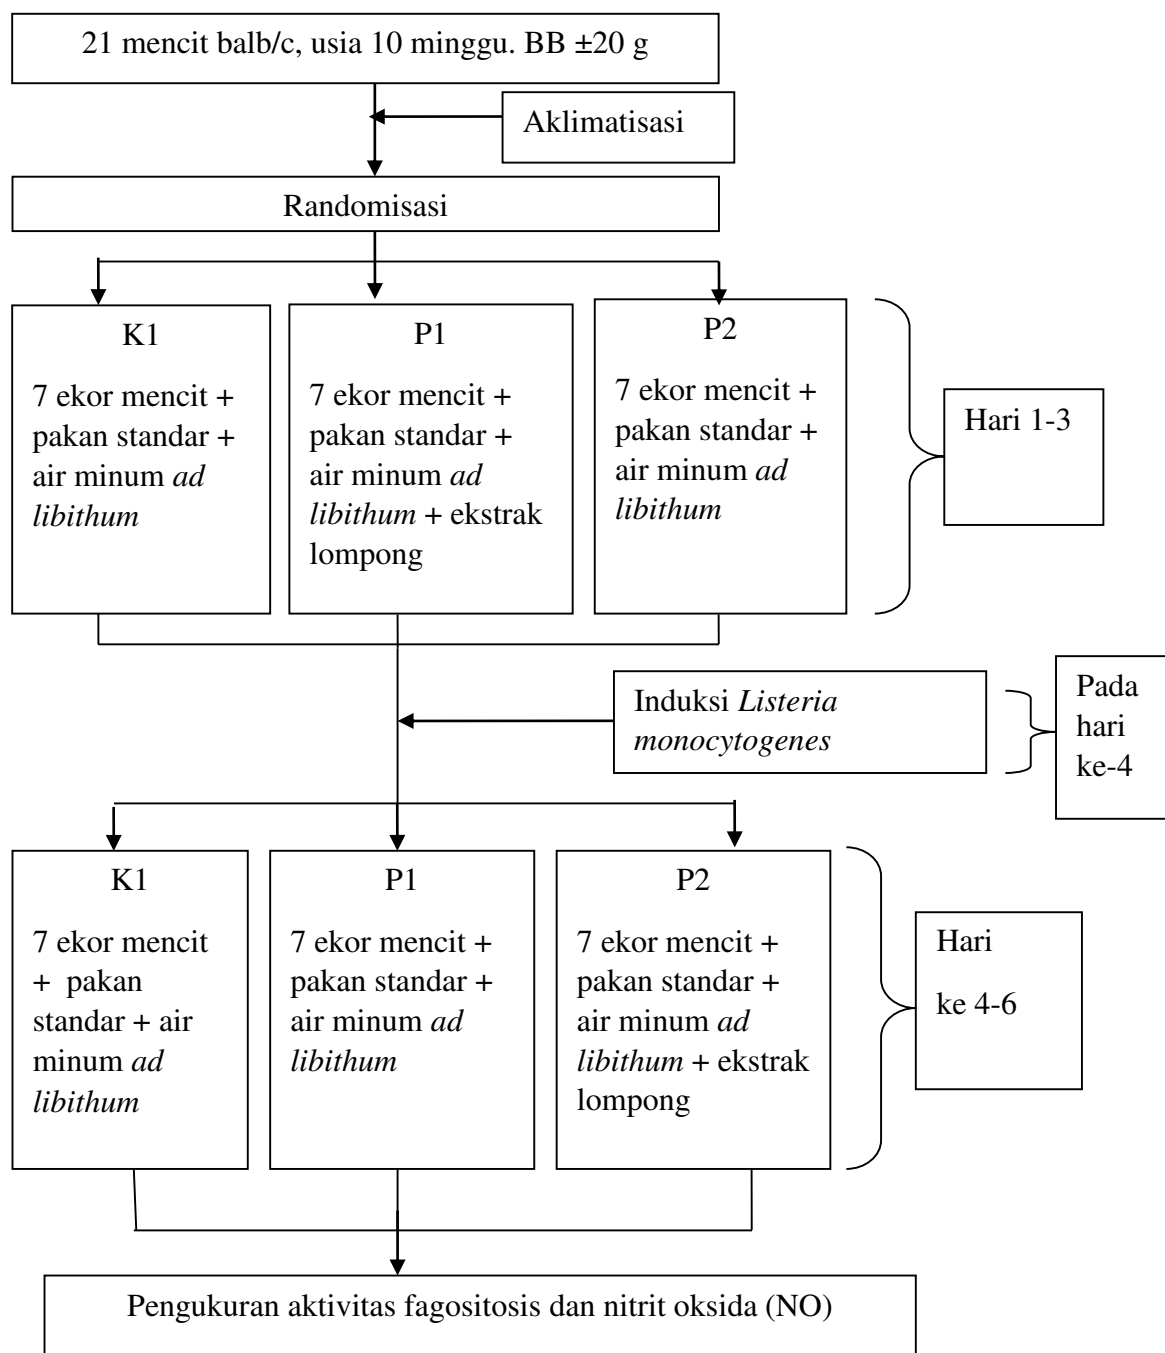 21 mencit balb/c, usia 10 minggu. BB ±20 g
Aklimatisasi
Randomisasi
K1
7 ekor mencit +
pakan standar +
air minum ad
libithum
P1
7 ekor mencit +
pakan standar +
air minum ad
libithum + ekstrak
lompong
P2
7 ekor mencit +
pakan standar +
air minum ad
libithum
Hari 1-3
Induksi Listeria
monocytogenes
Pada
hari
ke-4
K1
7 ekor mencit
+ pakan
standar + air
minum ad
libithum
P1
7 ekor mencit +
pakan standar +
air minum ad
libithum
P2
7 ekor mencit +
pakan standar +
air minum ad
libithum + ekstrak
lompong
Hari
ke 4-6
Pengukuran aktivitas fagositosis dan nitrit oksida (NO)